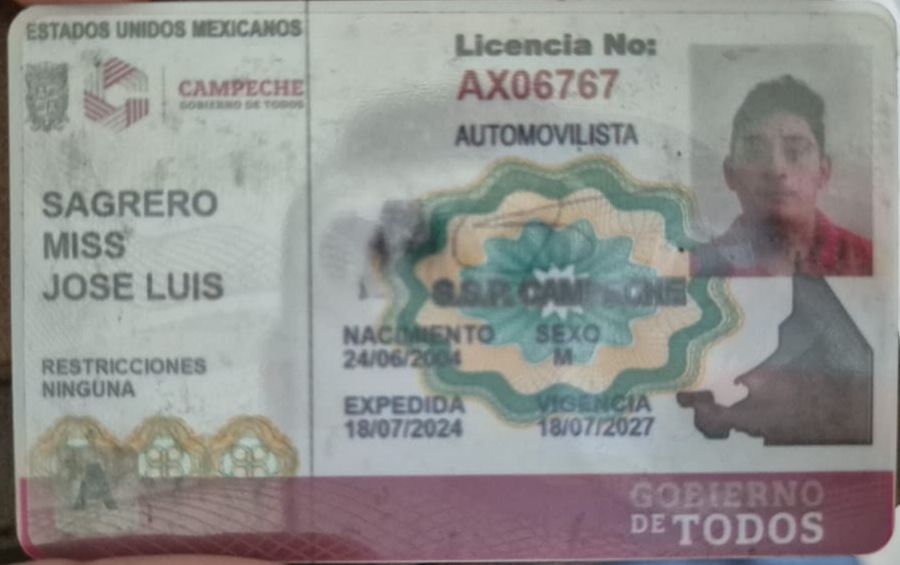 ESTADOS UNIDOS MEXICANOS
CAMPECHE
GOBIERNO DE TODOS
SAGRERO
MISS
JOSE LUIS
RESTRICCIONES
NINGUNA
Licencia No:
AX06767
AUTOMOVILISTA
S.S.P. CAMPECHE
NACIMIENTO SEXO
24/06/2004 M
EXPEDIDA VIGENCIA
18/07/2024 18/07/2027
A
GOBIERNO
DE TODOS